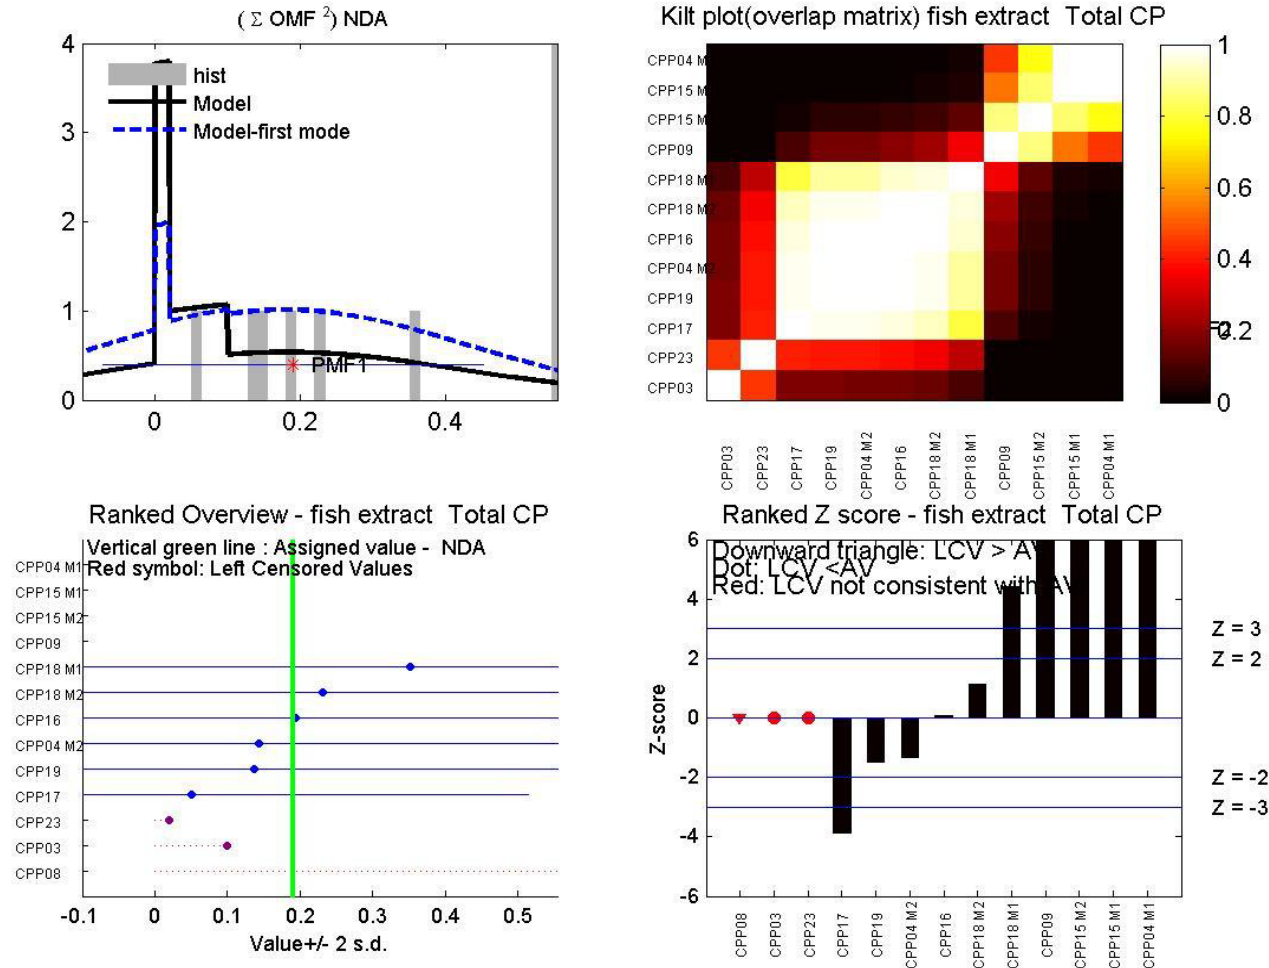 ( Σ OMF 2 ) NDA
4
3
2
1
0
hist
Model
Model-first mode
PMF1
0
0.2
0.4
Kilt plot(overlap matrix) fish extract Total CP
CPP04 M
CPP15 M
CPP15 M
CPP09
CPP18 M
CPP18 M
CPP16
CPP04 M
CPP19
CPP17
CPP23
CPP03
CPP03
CPP23
CPP17
CPP19
CPP04 M2
CPP16
CPP18 M2
CPP18 M1
CPP09
CPP15 M2
CPP15 M1
CPP04 M1
1
0.8
0.6
0.4
0.2
0
Ranked Overview - fish extract Total CP
Vertical green line : Assigned value - NDA
Red symbol: Left Censored Values
CPP04 M1
CPP15 M1
CPP15 M2
CPP09
CPP18 M1
CPP18 M2
CPP16
CPP04 M2
CPP19
CPP17
CPP23
CPP03
CPP08
-0.1
0
0.1
0.2
0.3
0.4
0.5
Value+/- 2 s.d.
Ranked Z score - fish extract Total CP
Downward triangle: LCV > AV
Dot: LCV <AV
Red: LCV not consistent with AV
Z-score
6
4
2
0
-2
-4
-6
Z = 3
Z = 2
Z = -2
Z = -3
CPP08
CPP03
CPP23
CPP17
CPP19
CPP04 M2
CPP16
CPP18 M2
CPP18 M1
CPP09
CPP15 M2
CPP15 M1
CPP04 M1